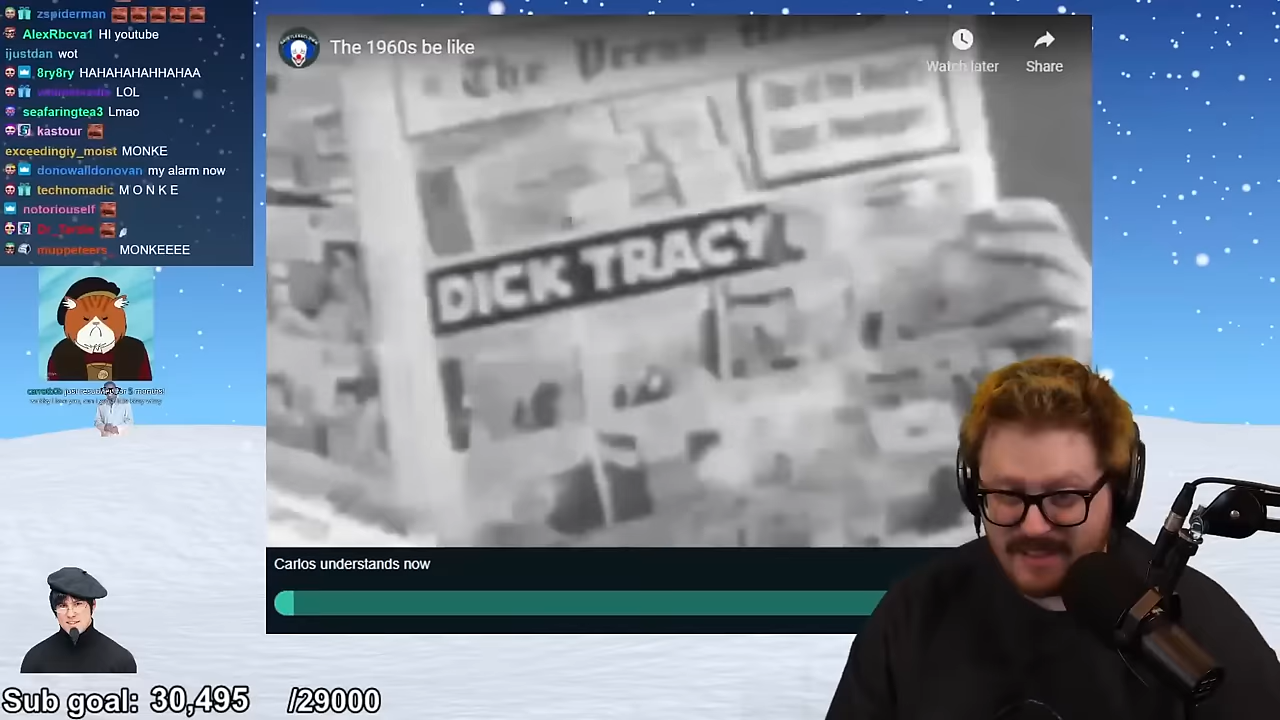 zspiderman
AlexRbcva1 HI youtube
ijustdan wot
8ry8ry HAHAHAHAHHAHAA
LOL
seafaringtea3 Lmao
kastour
exceedingiy_moist MONKE
donowalldonovan my alarm now
technomadic M O N K E
notoriouself
muppeteers MONKEEEE
The 1960s be like
Watch later
Share
The
DICK TRACY
Carlos understands now
Sub goal: 30,495 /29000